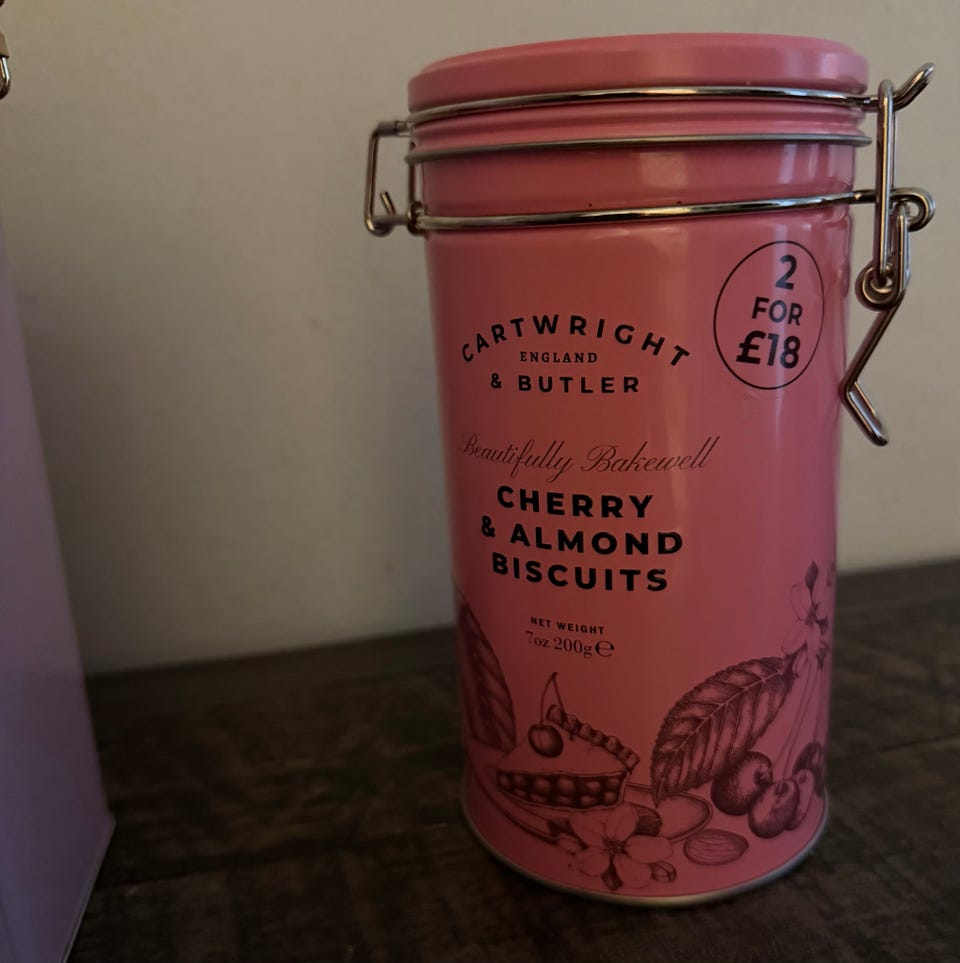 CARTWRIGHT
ENGLAND
& BUTLER
2
FOR
£18
Beautifully Bakewell
CHERRY
& ALMOND
BISCUITS
NET WEIGHT
7oz 200g℮